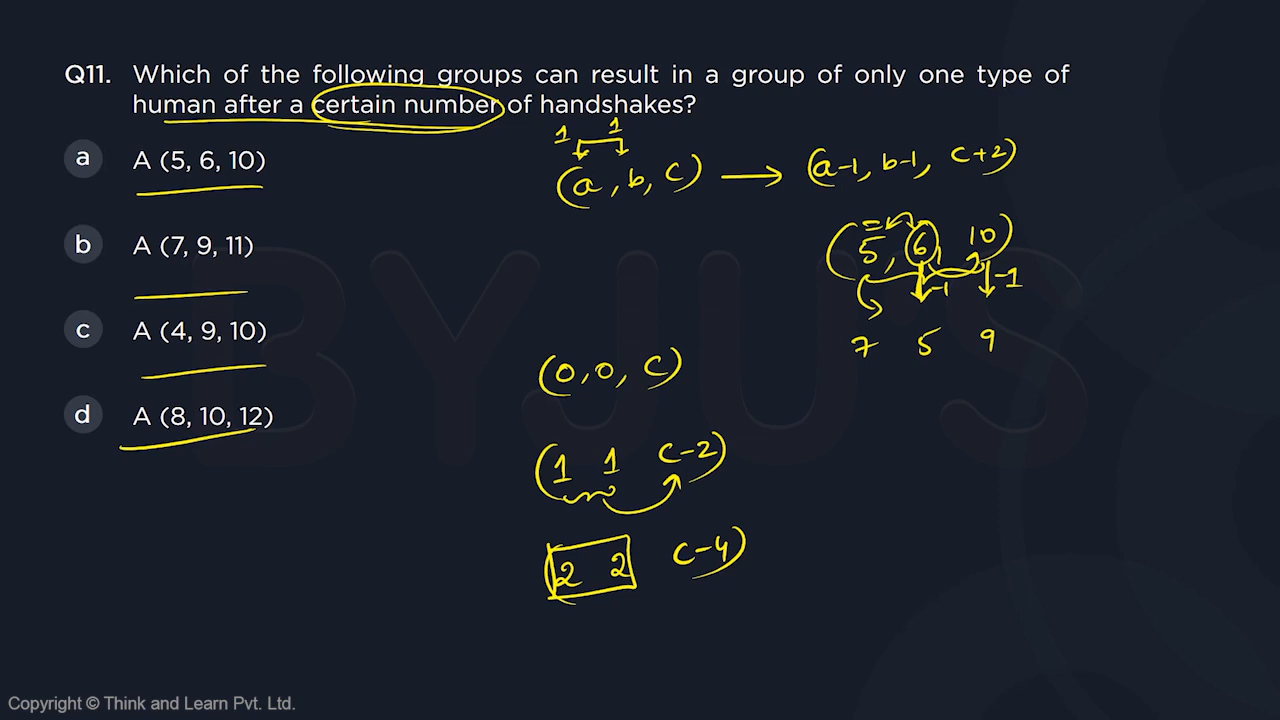 Q11. Which of the following groups can result in a group of only one type of
human after a certain number of handshakes?
a A (5, 6, 10)
b A (7, 9, 11)
c A (4, 9, 10)
d A (8, 10, 12)
1 1
(a, b, c) → (a-1, b-1, c+2)
(5, 6, 10)
-1 -1
7 5 9
(0, 0, c)
(1 1 c-2)
(2 2 c-4)
BYJU'S
Copyright © Think and Learn Pvt. Ltd.